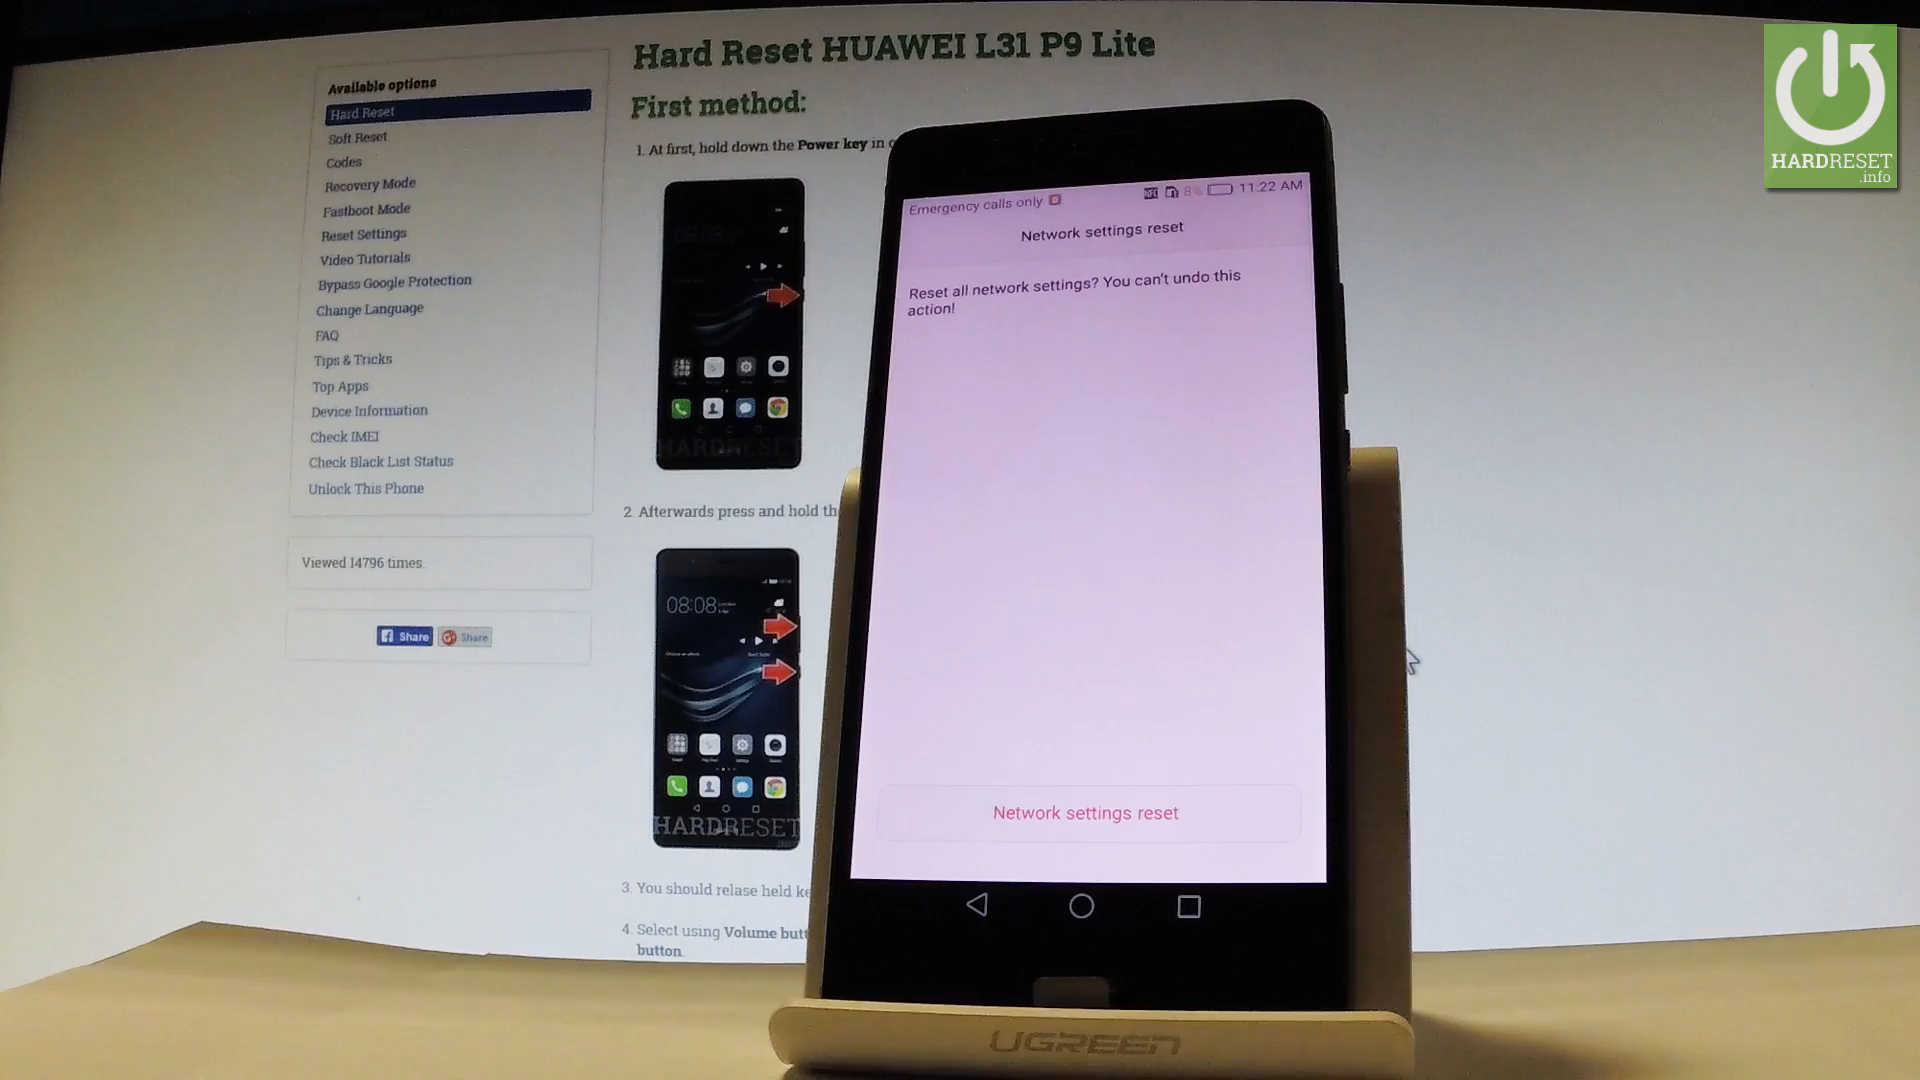 Hard Reset HUAWEI L31 P9 Lite
Available options
Hard Reset
Soft Reset
Codes
Recovery Mode
Fastboot Mode
Reset Settings
Video Tutorials
Bypass Google Protection
Change Language
FAQ
Tips & Tricks
Top Apps
Device Information
Check IMEI
Check Black List Status
Unlock This Phone
Viewed 14796 times.
Share
Share
First method:
1. At first, hold down the Power key in
08:08
HARDRESET
2. Afterwards press and hold
08:08
HARDRESET
3. You should relase held
4. Select using Volume
button.
Emergency calls only
8% 11:22 AM
Network settings reset
Reset all network settings? You can't undo this
action!
Network settings reset
UGREEN
HARDRESET
.info